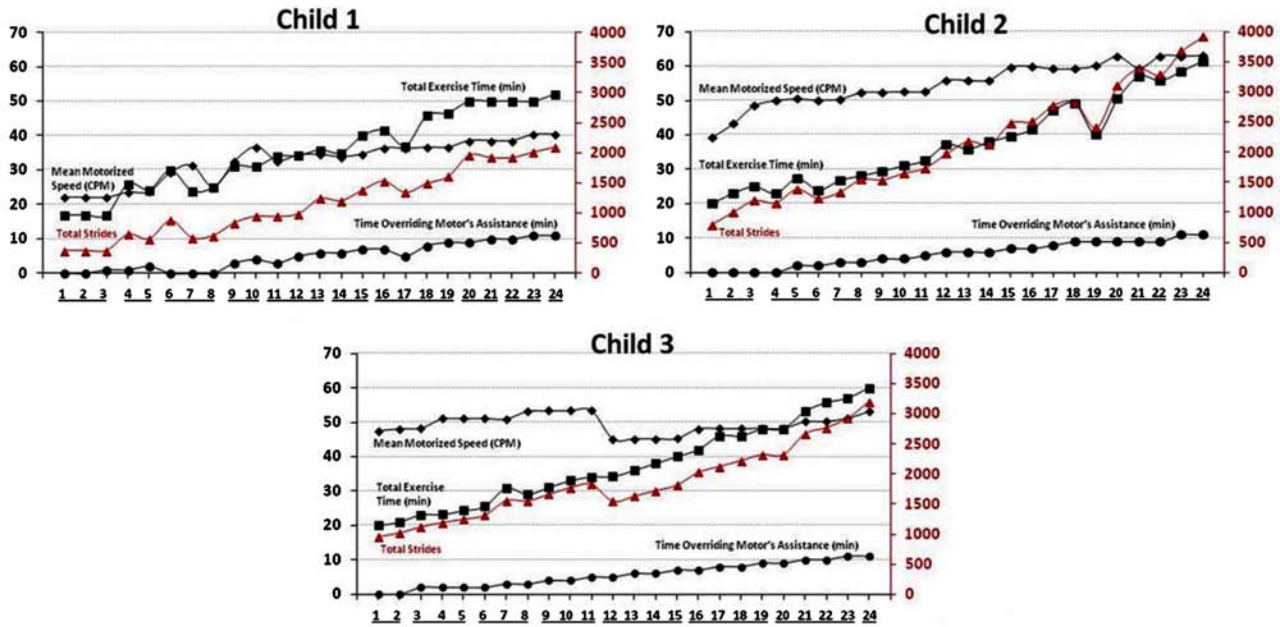 Child 1
70
60
50
40
30
20
10
0
4000
3500
3000
2500
2000
1500
1000
500
0
Total Exercise Time (min)
Mean Motorized
Speed (CPM)
Total Strides
Time Overriding Motor's Assistance (min)
1 2 3 4 5 6 7 8 9 10 11 12 13 14 15 16 17 18 19 20 21 22 23 24
Child 2
70
60
50
40
30
20
10
0
4000
3500
3000
2500
2000
1500
1000
500
0
Mean Motorized Speed (CPM)
Total Exercise Time (min)
Total Strides
Time Overriding Motor's Assistance (min)
1 2 3 4 5 6 7 8 9 10 11 12 13 14 15 16 17 18 19 20 21 22 23 24
Child 3
70
60
50
40
30
20
10
0
4000
3500
3000
2500
2000
1500
1000
500
0
Mean Motorized Speed (CPM)
Total Exercise
Time (min)
Total Strides
Time Overriding Motor's Assistance (min)
1 2 3 4 5 6 7 8 9 10 11 12 13 14 15 16 17 18 19 20 21 22 23 24